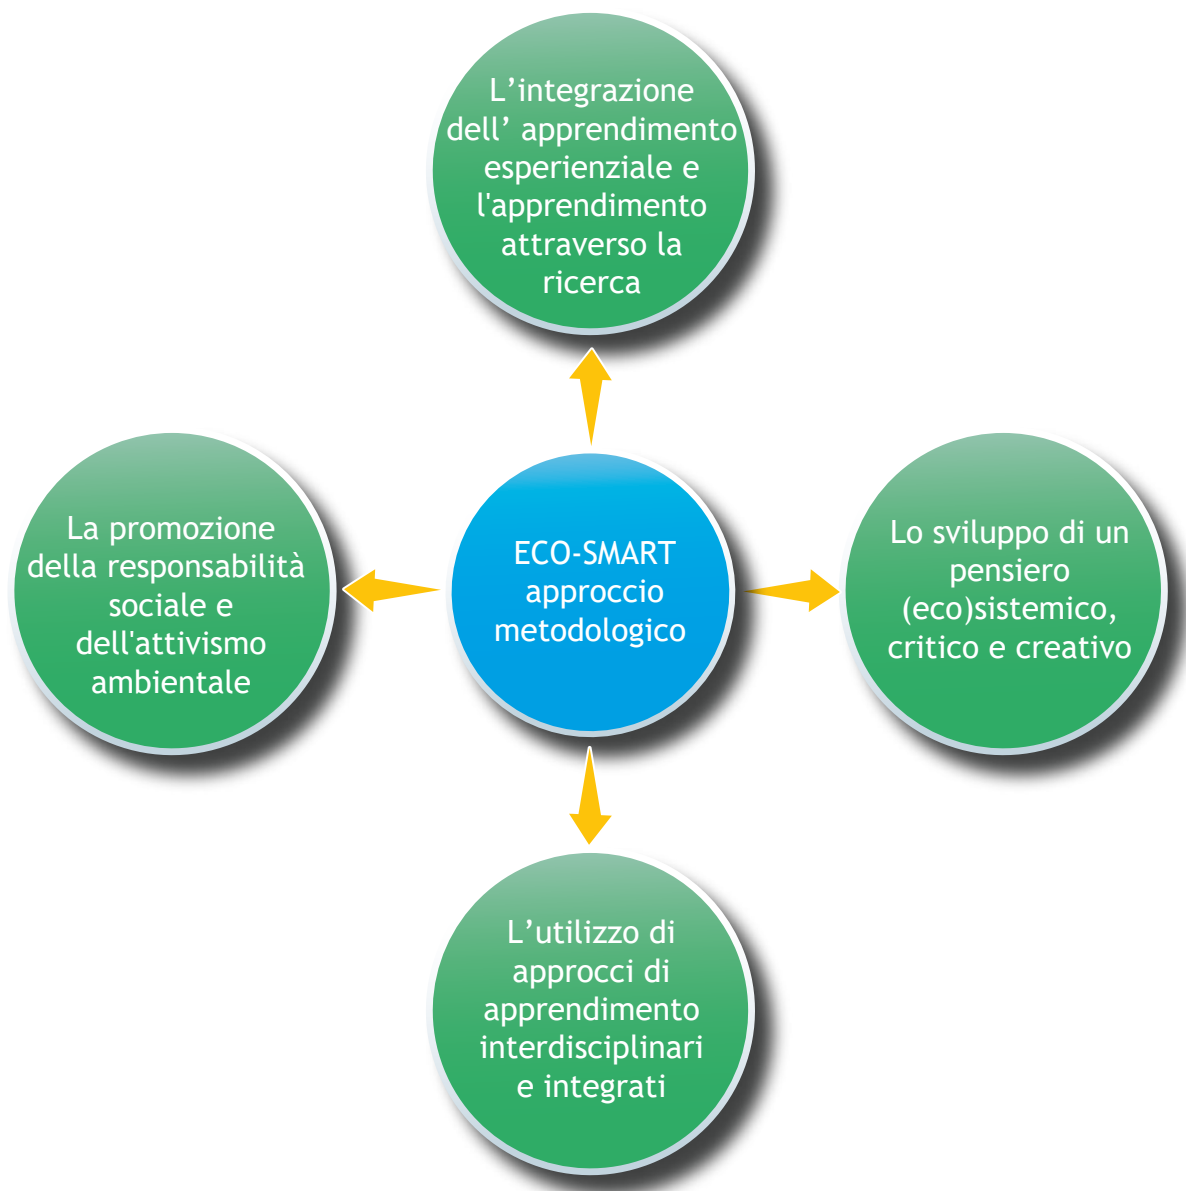 L’integrazione
dell’ apprendimento
esperienziale e
l'apprendimento
attraverso la
ricerca
La promozione
della responsabilità
sociale e
dell'attivismo
ambientale
ECO-SMART
approccio
metodologico
Lo sviluppo di un
pensiero
(eco)sistemico,
critico e creativo
L’utilizzo di
approcci di
apprendimento
interdisciplinari
e integrati